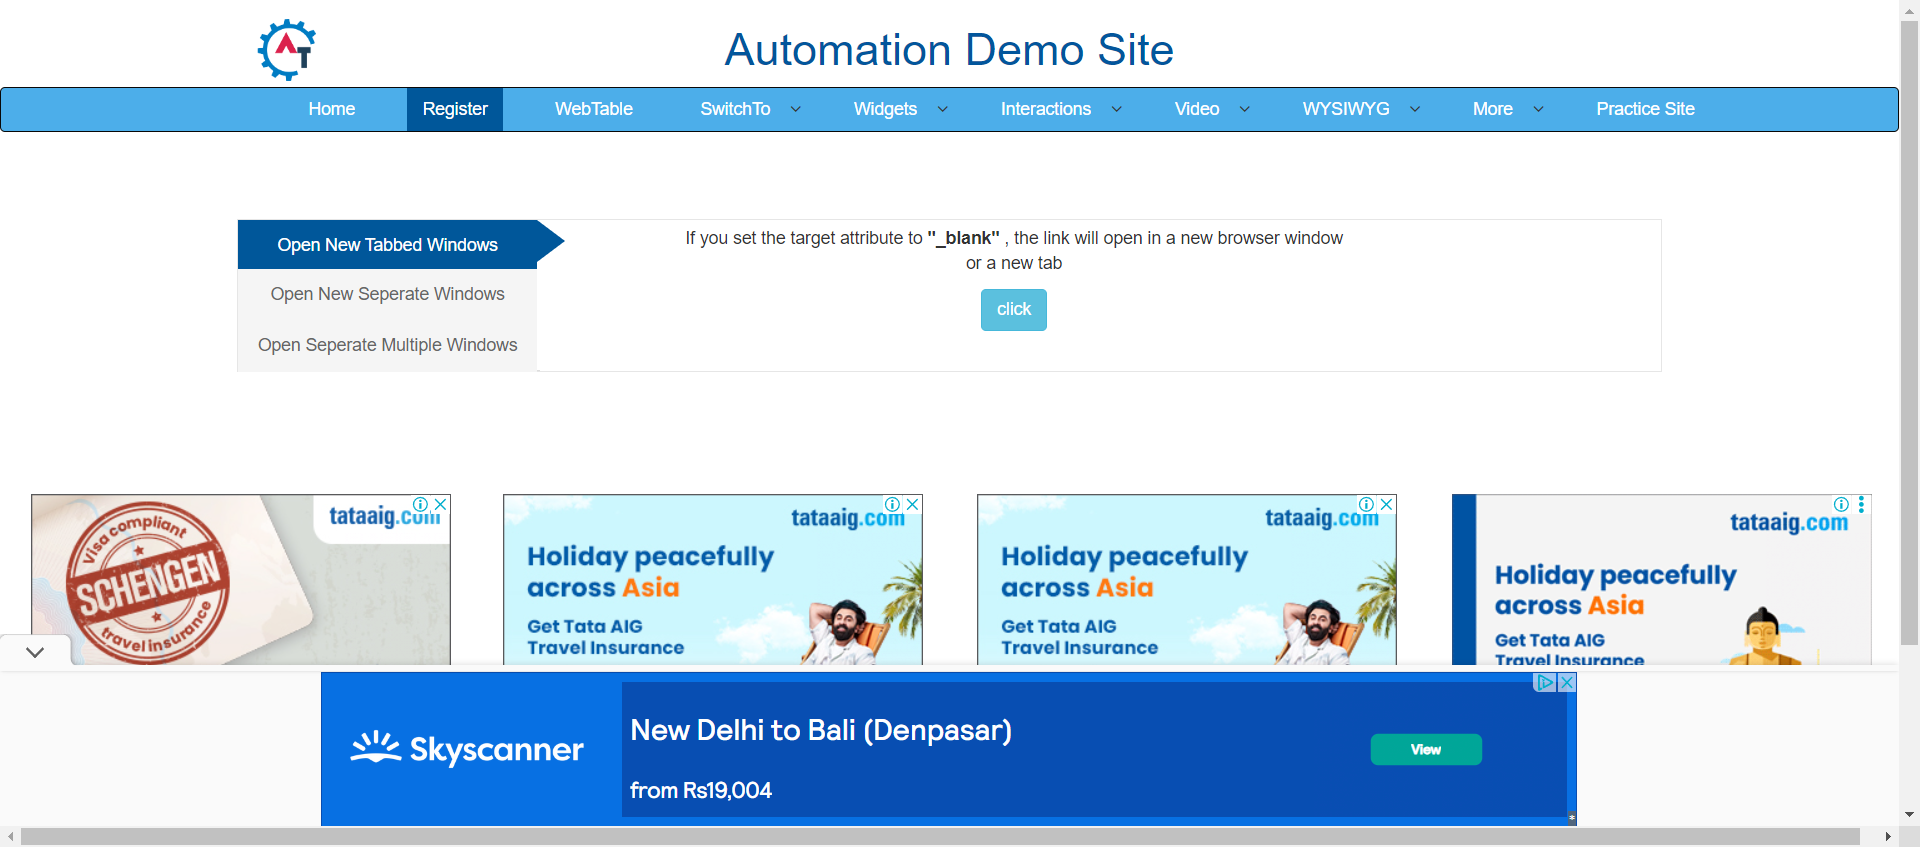 AT
Automation Demo Site
Home Register WebTable SwitchTo Widgets Interactions Video WYSIWYG More Practice Site
Open New Tabbed Windows
Open New Seperate Windows
Open Seperate Multiple Windows
If you set the target attribute to "_blank" , the link will open in a new browser window
or a new tab
click
tataaig.com
Visa compliant
SCHENGEN
travel insurance
tataaig.com
Holiday peacefully
across Asia
Get Tata AIG
Travel Insurance
tataaig.com
Holiday peacefully
across Asia
Get Tata AIG
Travel Insurance
tataaig.com
Holiday peacefully
across Asia
Get Tata AIG
Travel Insurance
Skyscanner
New Delhi to Bali (Denpasar)
from Rs19,004
View
*